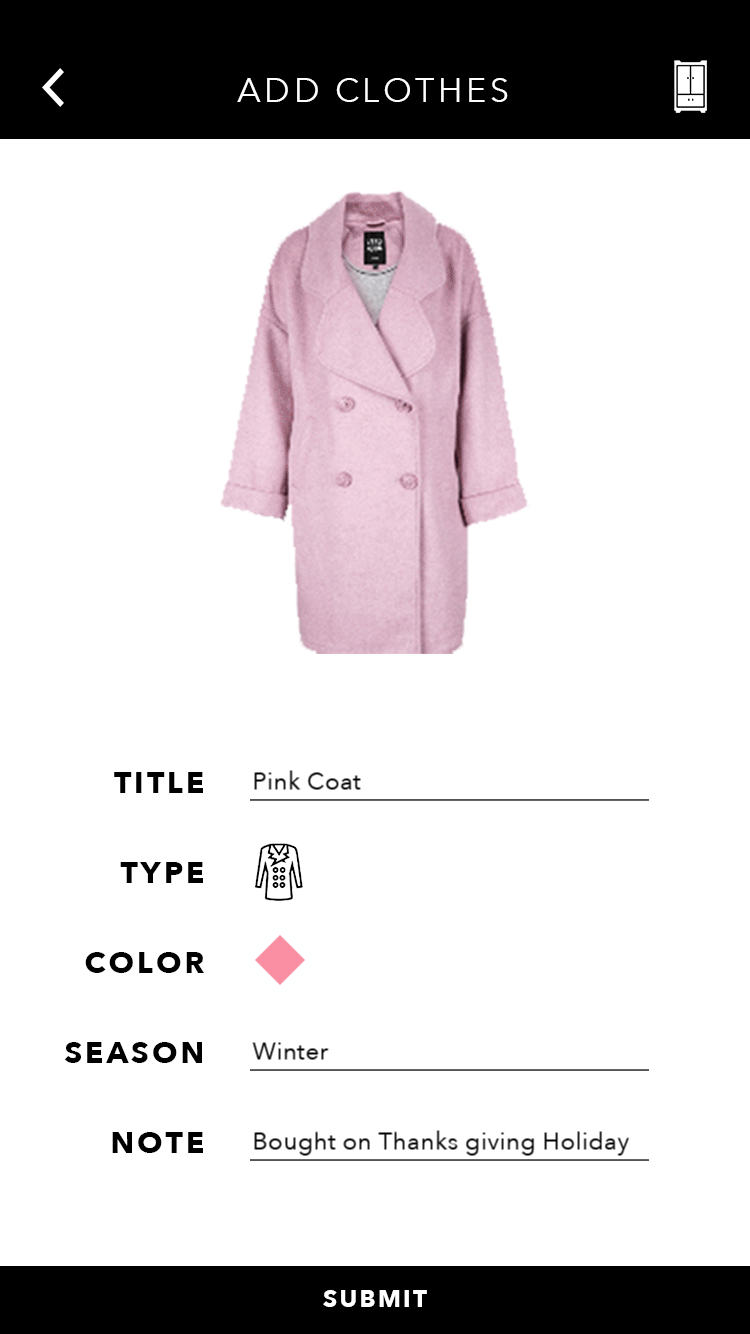 ADD CLOTHES
TITLE Pink Coat
TYPE
COLOR
SEASON Winter
NOTE Bought on Thanks giving Holiday
SUBMIT